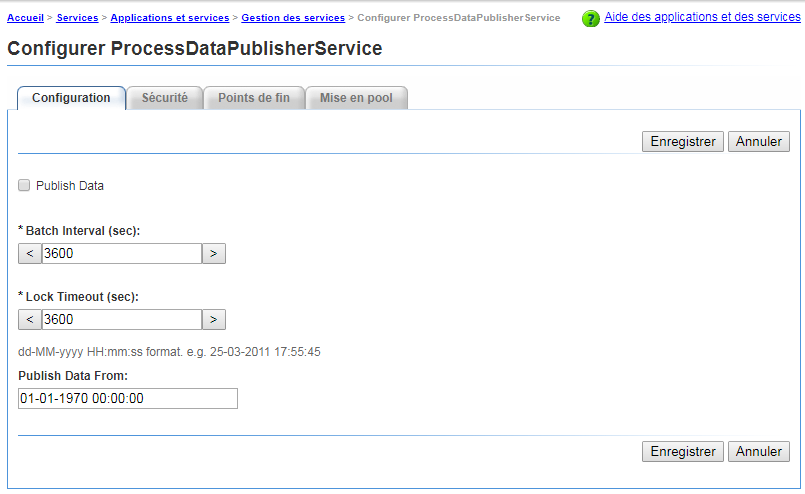 Accueil > Services > Applications et services > Gestion des services > Configurer ProcessDataPublisherService
? Aide des applications et des services
Configurer ProcessDataPublisherService
Configuration Sécurité Points de fin Mise en pool
Enregistrer Annuler
Publish Data
* Batch Interval (sec):
< 3600 >
* Lock Timeout (sec):
< 3600 >
dd-MM-yyyy HH:mm:ss format. e.g. 25-03-2011 17:55:45
Publish Data From:
01-01-1970 00:00:00
Enregistrer Annuler